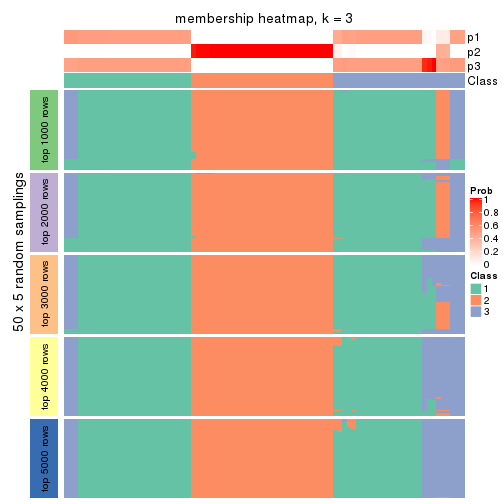 membership heatmap, k = 3
p1
p2
p3
Class
50 x 5 random samplings
top 1000 rows
top 2000 rows
top 3000 rows
top 4000 rows
top 5000 rows
Prob
1
0.8
0.6
0.4
0.2
0
Class
1
2
3